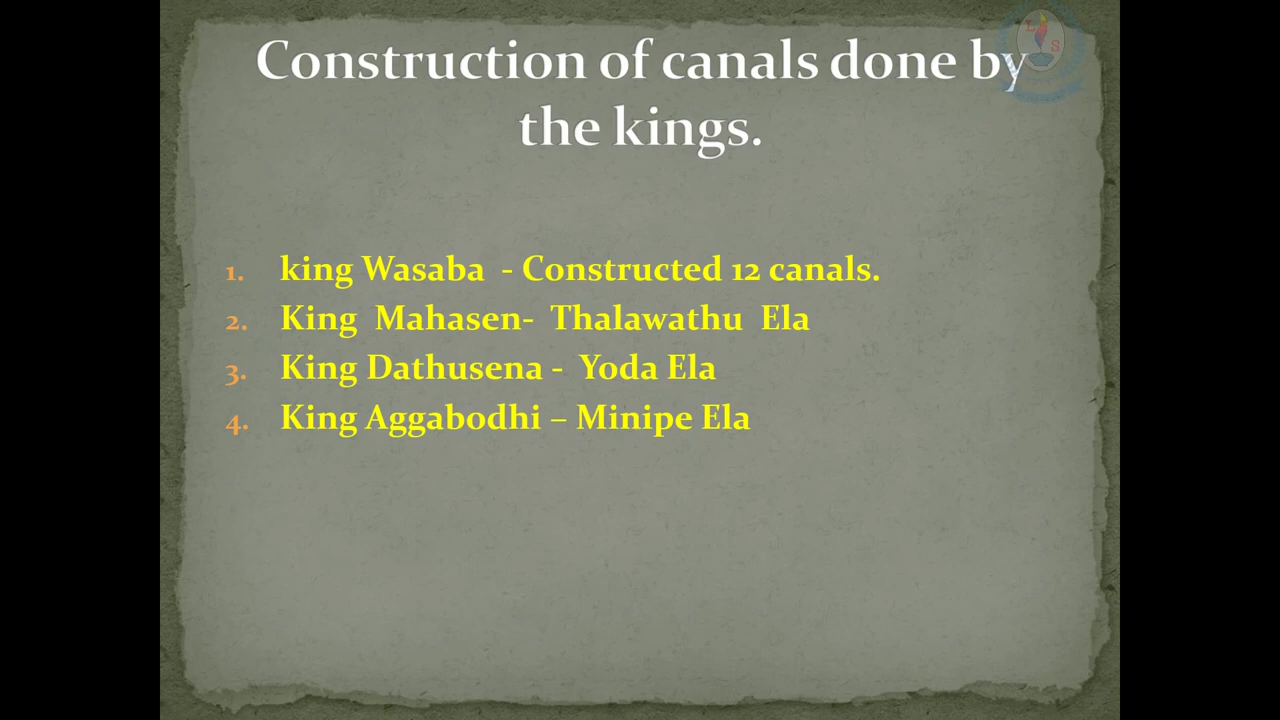 Construction of canals done by
the kings.
1. king Wasaba - Constructed 12 canals.
2. King Mahasen- Thalawathu Ela
3. King Dathusena - Yoda Ela
4. King Aggabodhi – Minipe Ela
L S